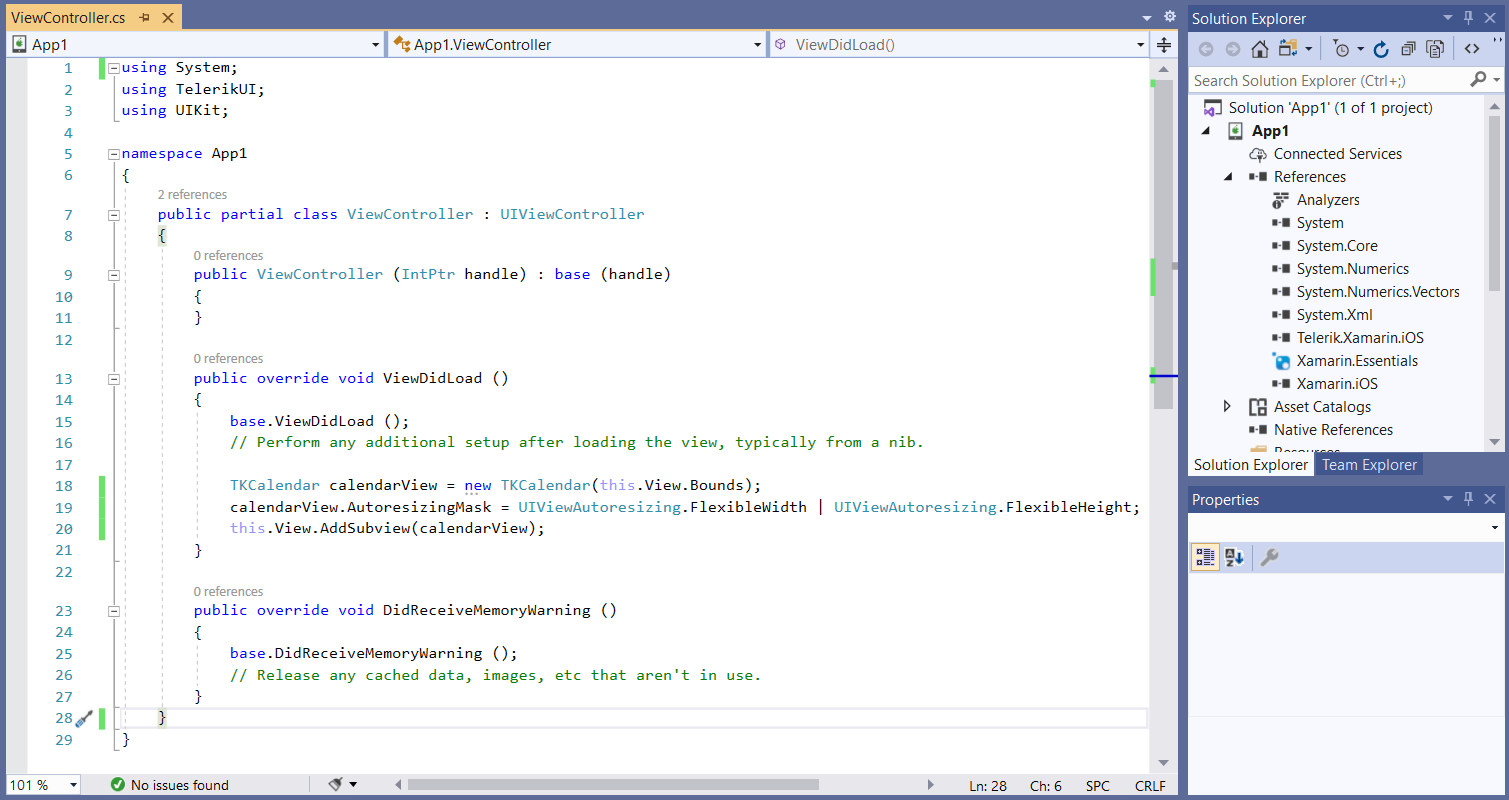 ViewController.cs
App1
App1.ViewController
ViewDidLoad()
1 using System;
2 using TelerikUI;
3 using UIKit;
4
5 namespace App1
6 {
2 references
7 public partial class ViewController : UIViewController
8 {
0 references
9 public ViewController (IntPtr handle) : base (handle)
10 {
11 }
12
0 references
13 public override void ViewDidLoad ()
14 {
15 base.ViewDidLoad ();
16 // Perform any additional setup after loading the view, typically from a nib.
17
18 TKCalendar calendarView = new TKCalendar(this.View.Bounds);
19 calendarView.AutoresizingMask = UIViewAutoresizing.FlexibleWidth | UIViewAutoresizing.FlexibleHeight;
20 this.View.AddSubview(calendarView);
21 }
22
0 references
23 public override void DidReceiveMemoryWarning ()
24 {
25 base.DidReceiveMemoryWarning ();
26 // Release any cached data, images, etc that aren't in use.
27 }
28 }
29 }
101 %
No issues found
Ln: 28
Ch: 6
SPC
CRLF
Solution Explorer
Search Solution Explorer (Ctrl+;)
Solution 'App1' (1 of 1 project)
App1
Connected Services
References
Analyzers
System
System.Core
System.Numerics
System.Numerics.Vectors
System.Xml
Telerik.Xamarin.iOS
Xamarin.Essentials
Xamarin.iOS
Asset Catalogs
Native References
Resources
Solution Explorer
Team Explorer
Properties